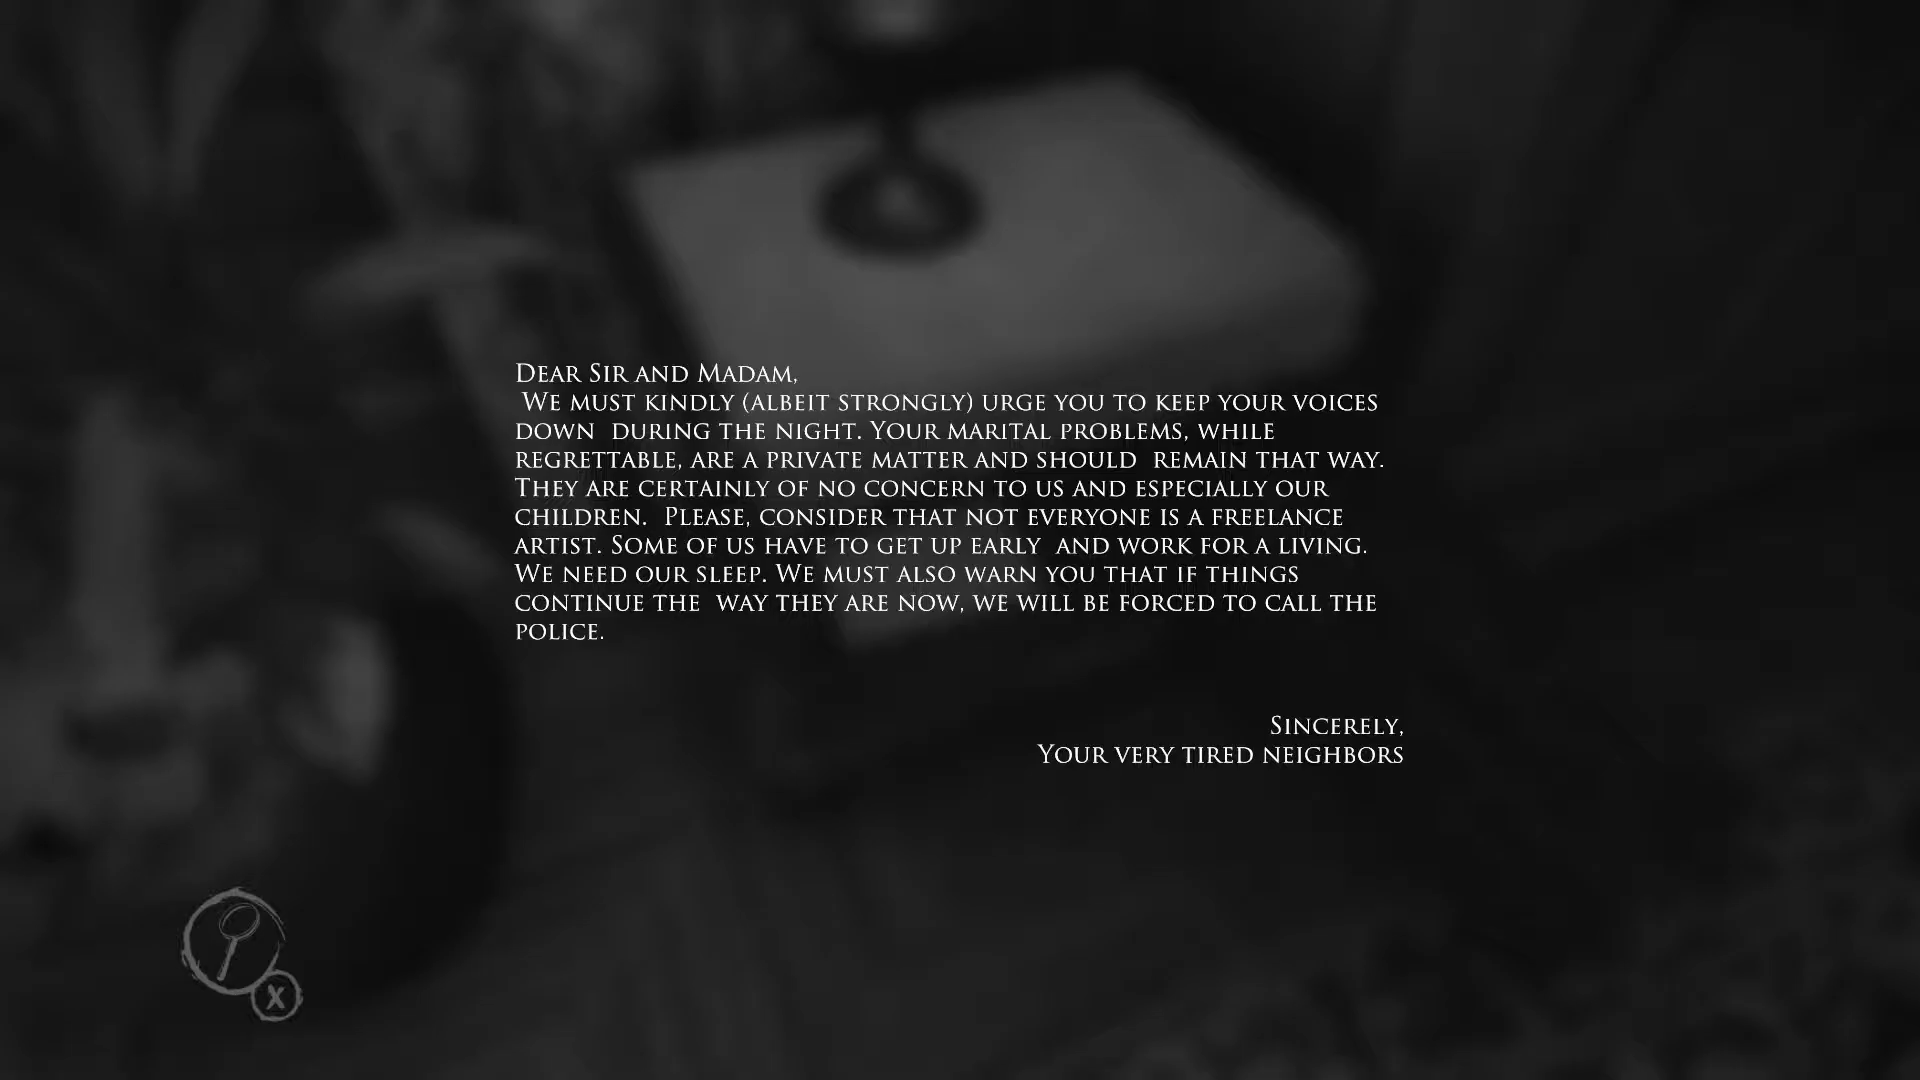 Dear Sir and Madam,
We must kindly (albeit strongly) urge you to keep your voices
down during the night. Your marital problems, while
regrettable, are a private matter and should remain that way.
They are certainly of no concern to us and especially our
children. Please, consider that not everyone is a freelance
artist. Some of us have to get up early and work for a living.
We need our sleep. We must also warn you that if things
continue the way they are now, we will be forced to call the
police.
Sincerely,
Your very tired neighbors
X